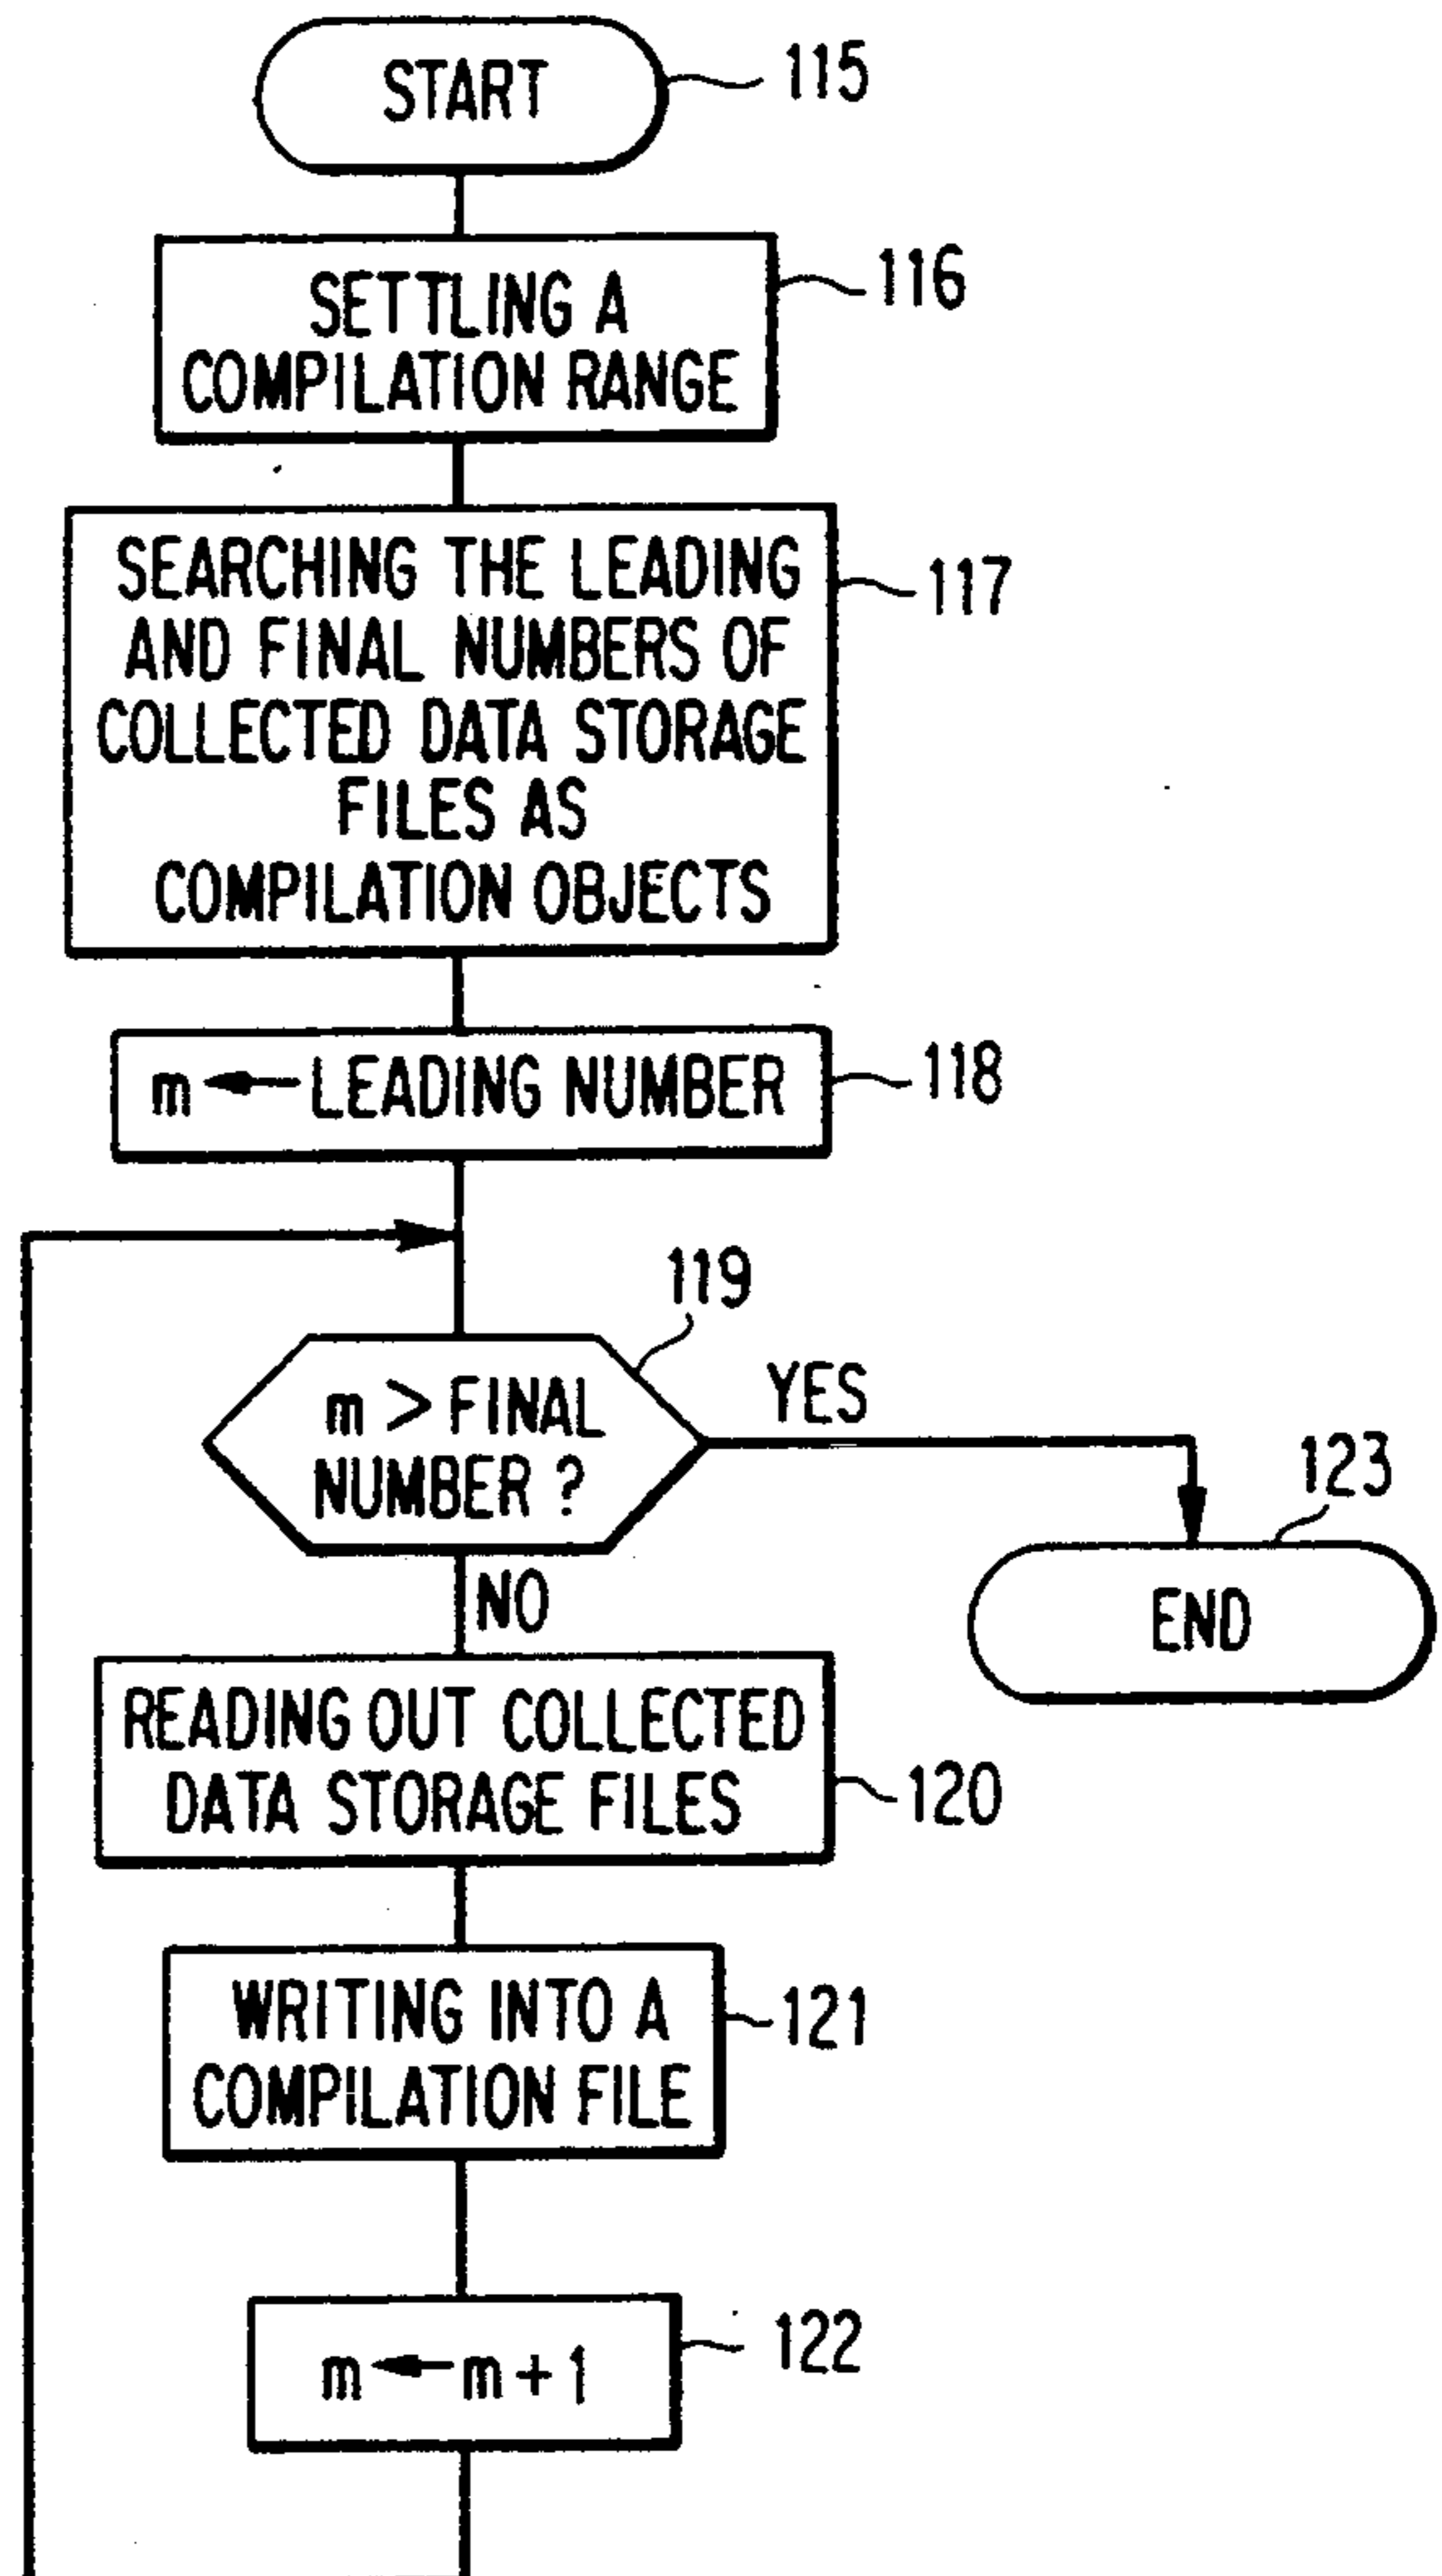 START
115
SETTLING A
COMPILATION RANGE
116
SEARCHING THE LEADING
AND FINAL NUMBERS OF
COLLECTED DATA STORAGE
FILES AS
COMPILATION OBJECTS
117
m ← LEADING NUMBER
118
119
m > FINAL
NUMBER ?
YES
123
END
NO
READING OUT COLLECTED
DATA STORAGE FILES
120
WRITING INTO A
COMPILATION FILE
121
m ← m + 1
122